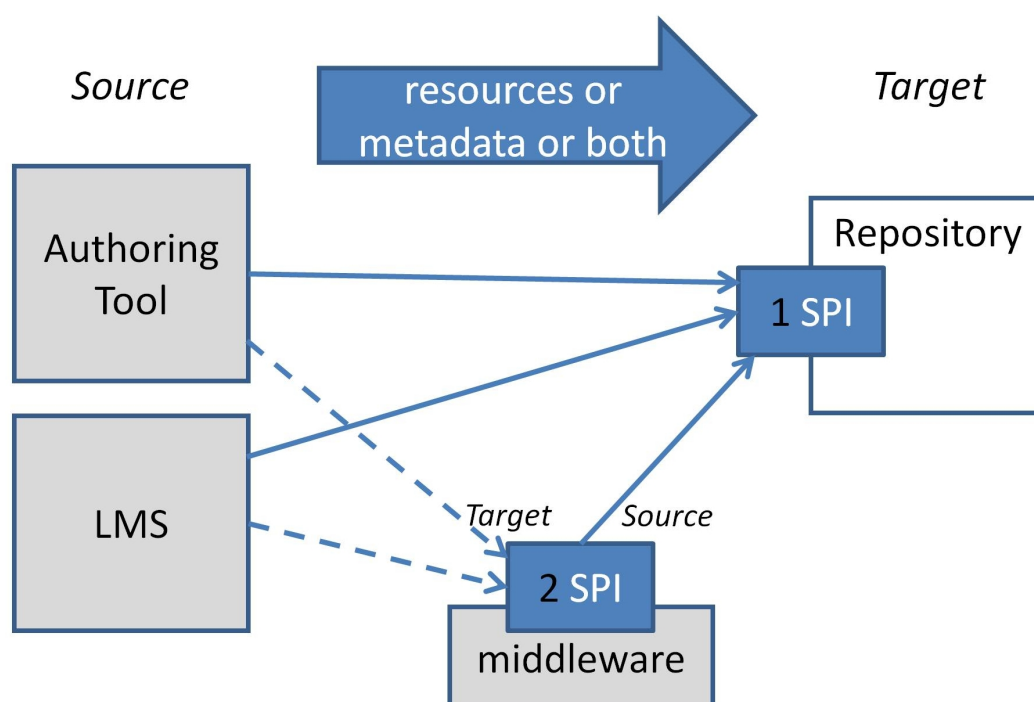 Source
resources or
metadata or both
Target
Authoring
Tool
Repository
1 SPI
LMS
Target
Source
2 SPI
middleware